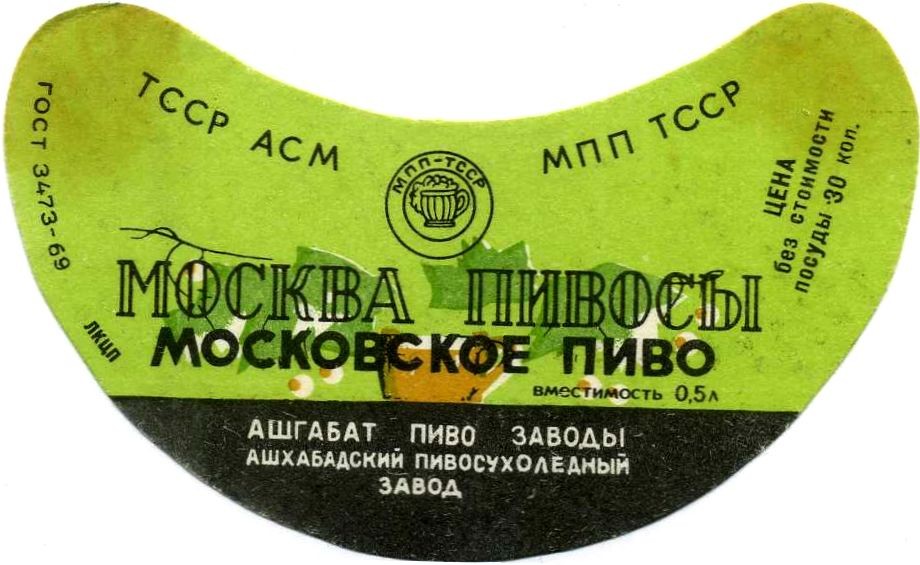 ГОСТ 3473-69
ТССР АСМ
МПП ТССР
МПП-ТССР
ЦЕНА
без стоимости
посуды 30 коп.
МОСКВА ПИВОСЫ
ЛКЦП
МОСКОВСКОЕ ПИВО
вместимость 0,5л
АШГАБАТ ПИВО ЗАВОДЫ
АШХАБАДСКИЙ ПИВОСУХОЛЕДНЫЙ
ЗАВОД